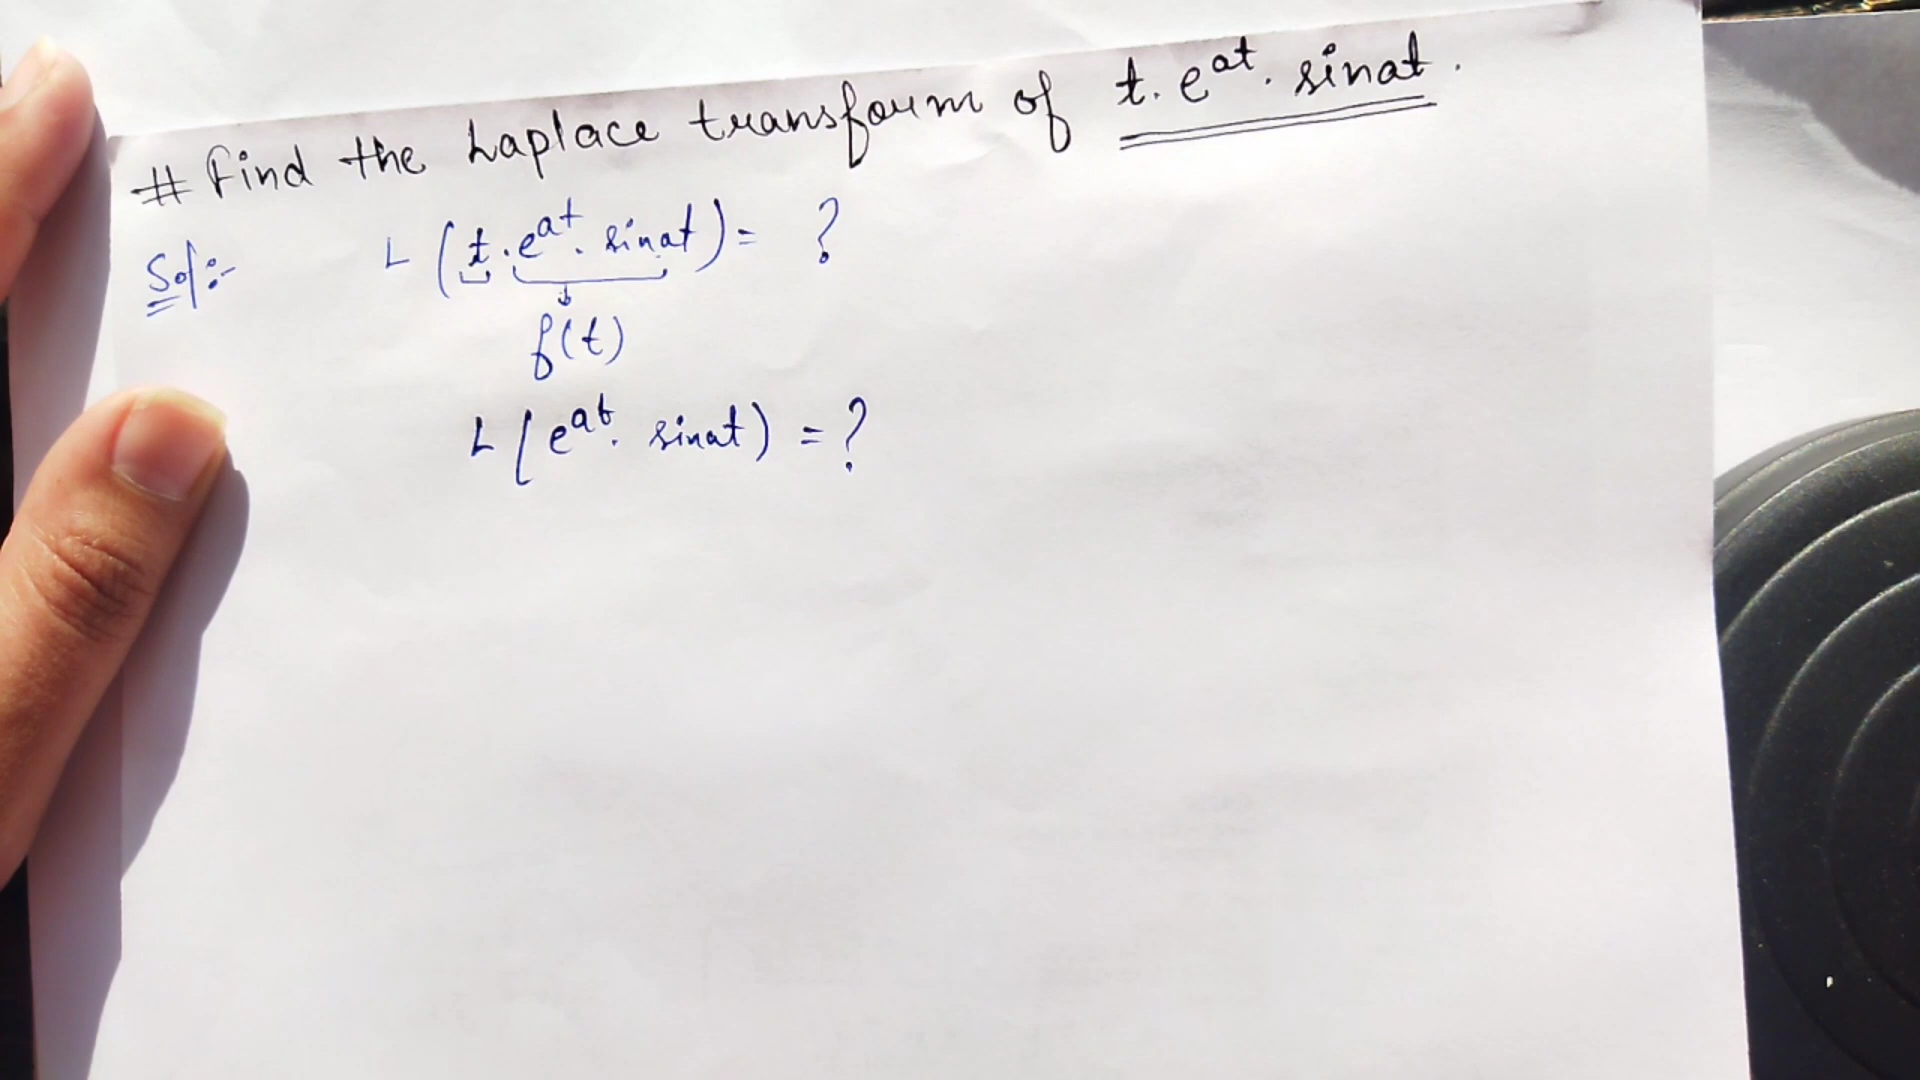 # Find the Laplace transform of t. e^at. sinat.
Sol:- L (t. e^at. sinat) = ?
f(t)
L [e^at. sinat) = ?